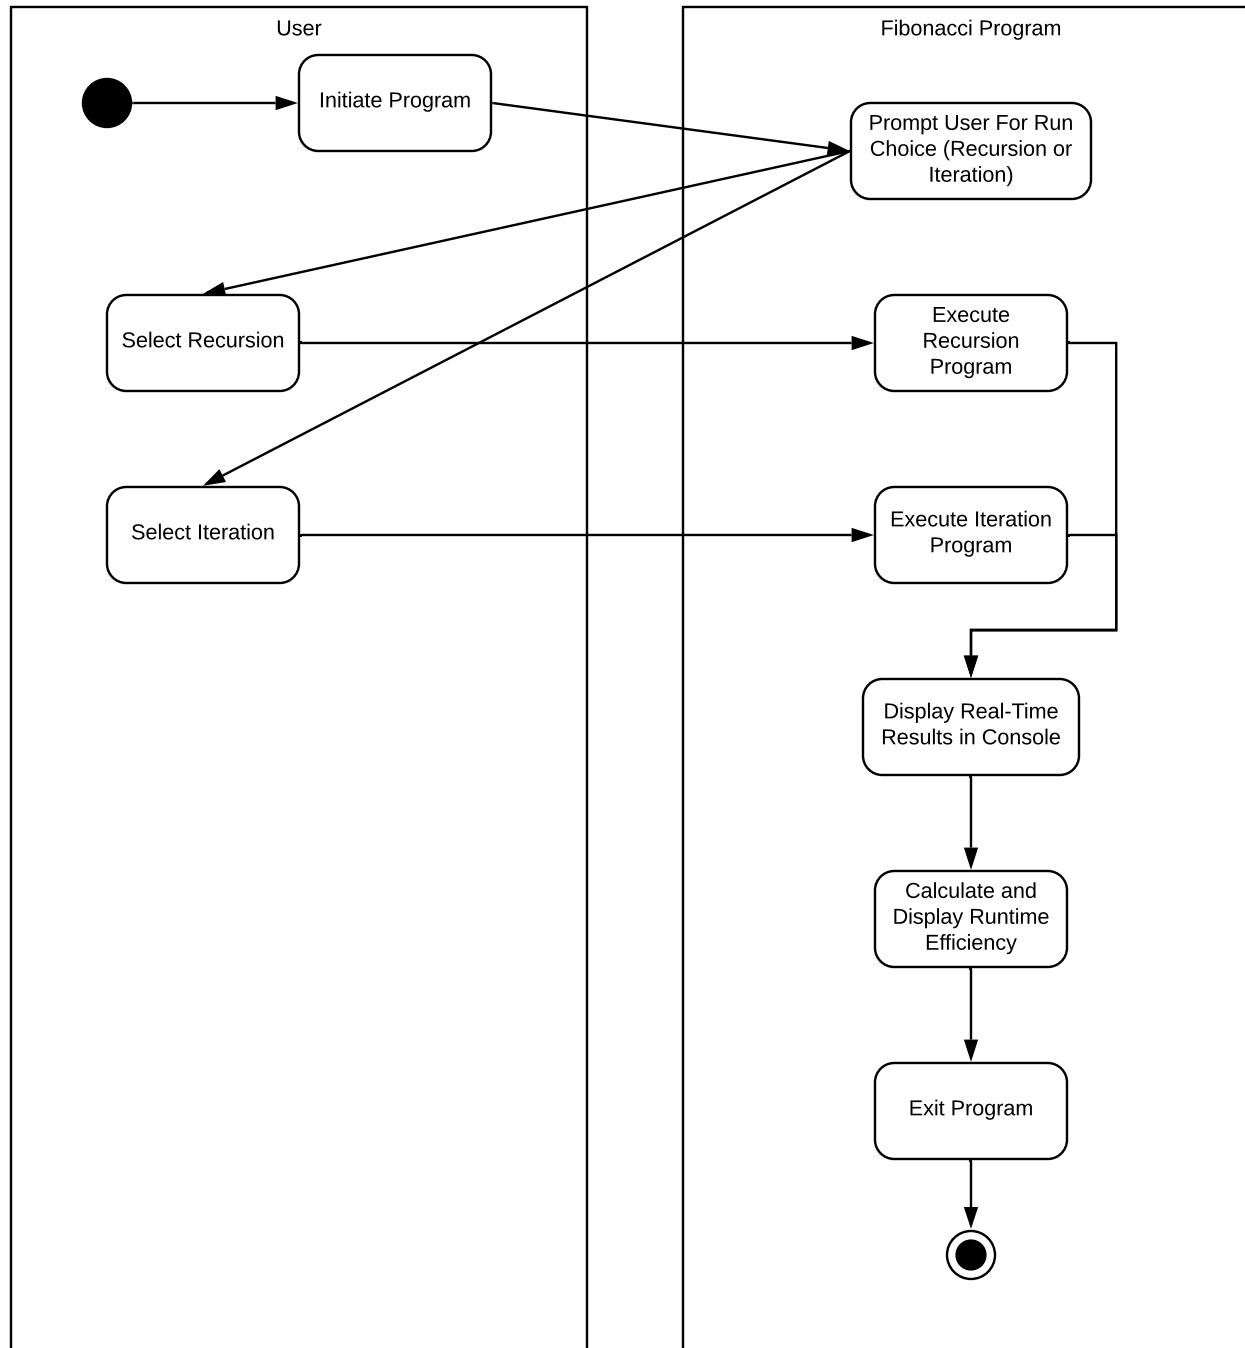 User
Fibonacci Program
Initiate Program
Prompt User For Run
Choice (Recursion or
Iteration)
Select Recursion
Execute
Recursion
Program
Select Iteration
Execute Iteration
Program
Display Real-Time
Results in Console
Calculate and
Display Runtime
Efficiency
Exit Program